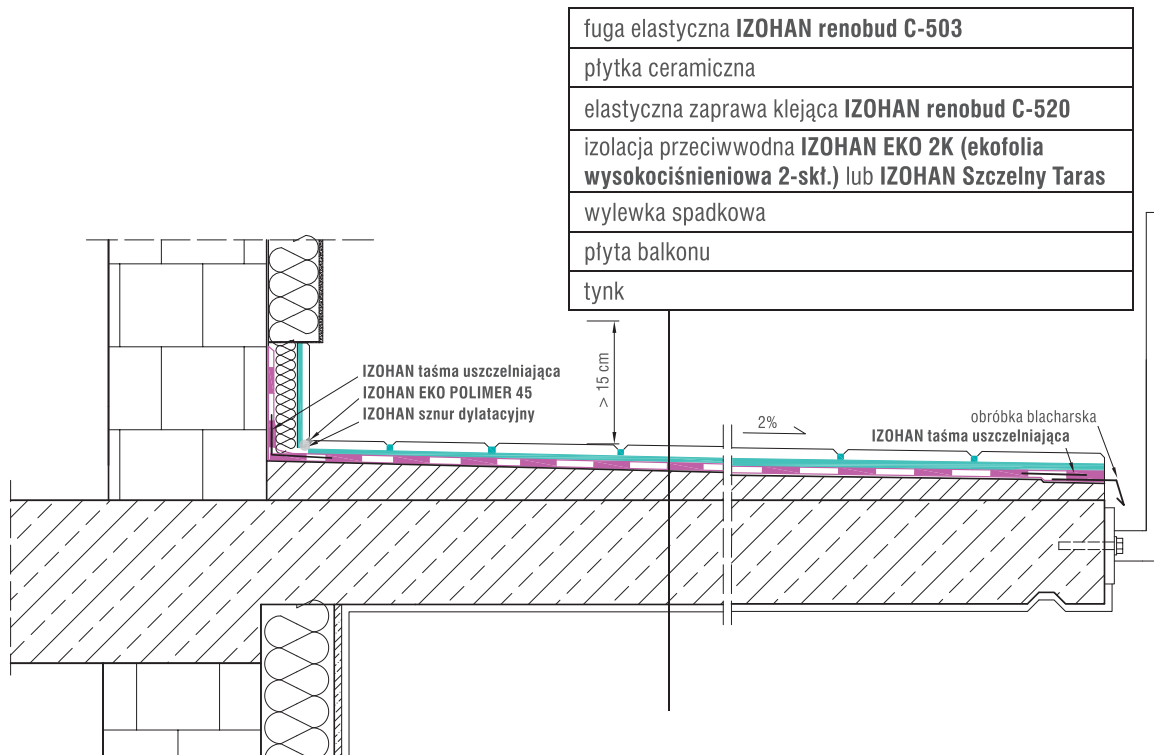 fuga elastyczna IZOHAN renobud C-503
płytka ceramiczna
elastyczna zaprawa klejąca IZOHAN renobud C-520
izolacja przeciwwodna IZOHAN EKO 2K (ekofolia
wysokociśnieniowa 2-skł.) lub IZOHAN Szczelny Taras
wylewka spadkowa
płyta balkonu
tynk
IZOHAN taśma uszczelniająca
IZOHAN EKO POLIMER 45
IZOHAN sznur dylatacyjny
> 15 cm
2%
obróbka blacharska
IZOHAN taśma uszczelniająca